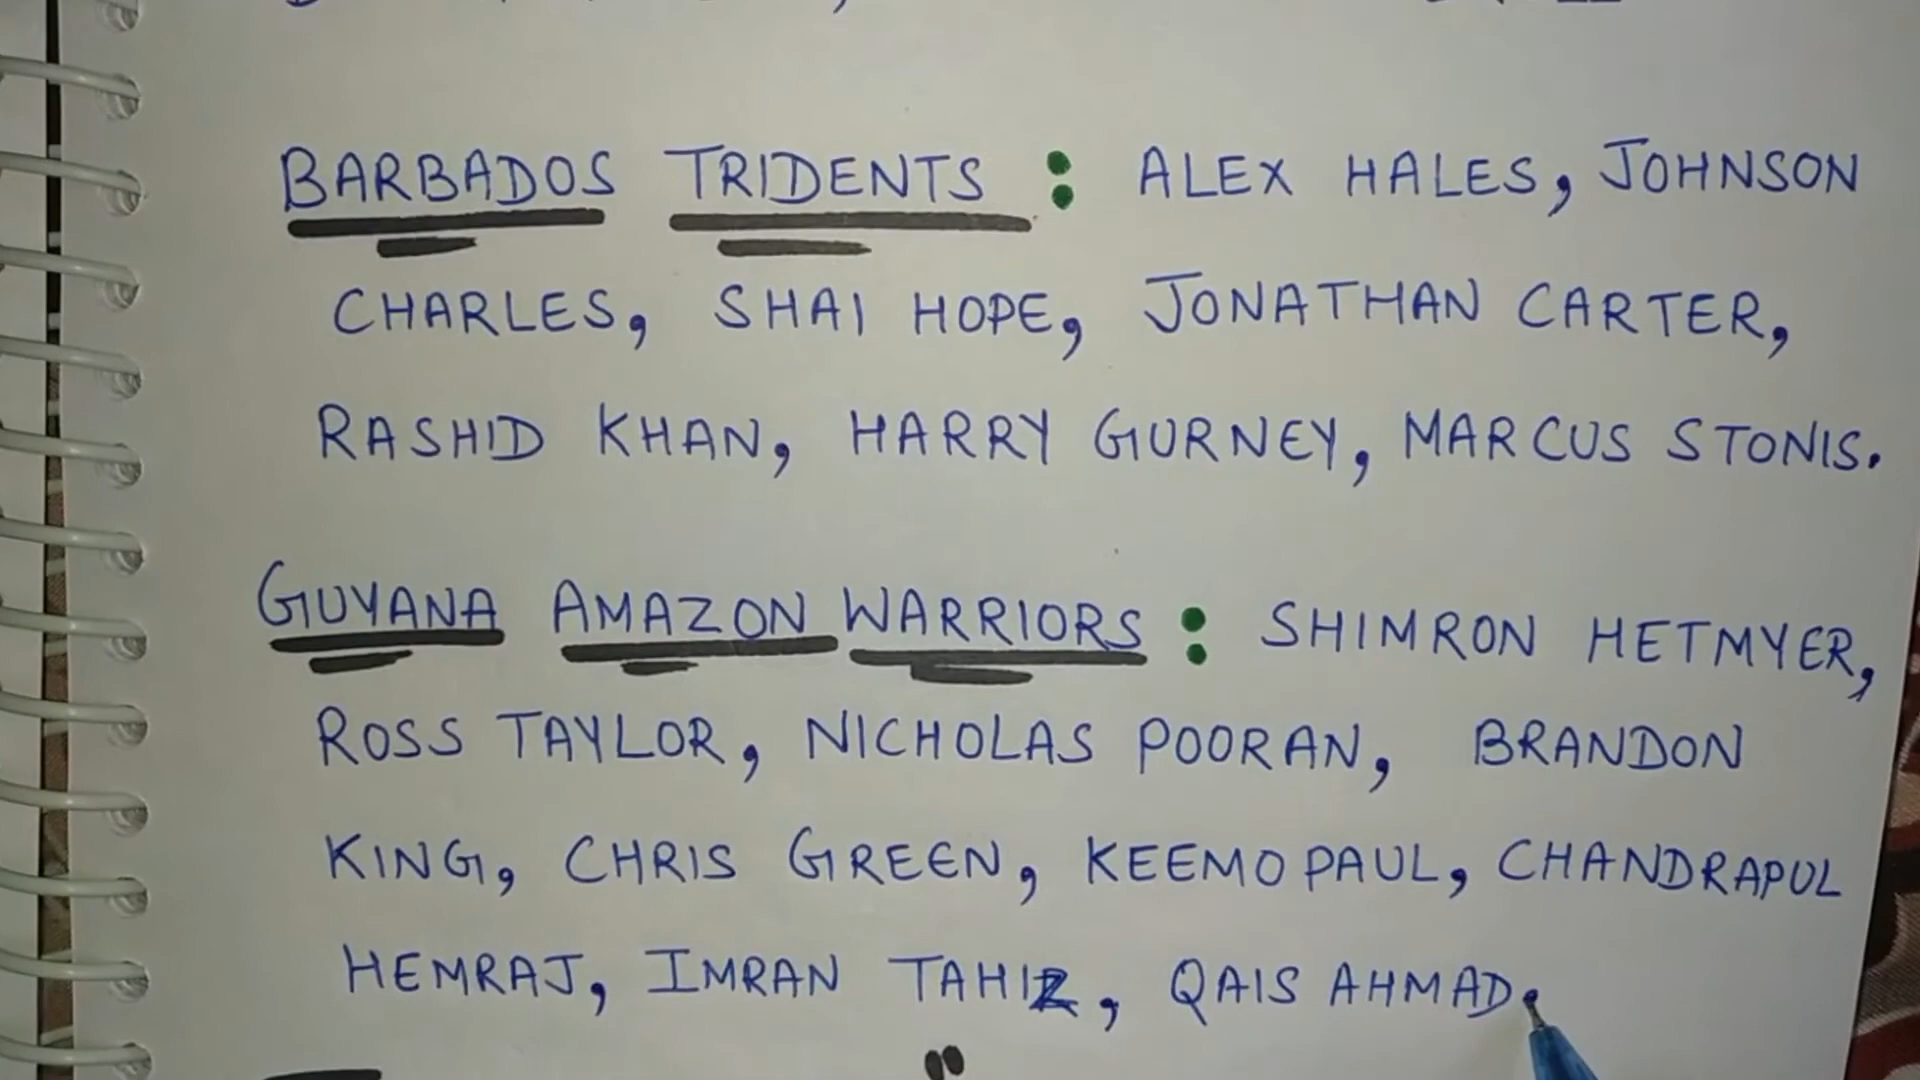 BARBADOS TRIDENTS : ALEX HALES, JOHNSON
CHARLES, SHAI HOPE, JONATHAN CARTER,
RASHID KHAN, HARRY GURNEY, MARCUS STONIS.
GUYANA AMAZON WARRIORS : SHIMRON HETMYER,
ROSS TAYLOR, NICHOLAS POORAN, BRANDON
KING, CHRIS GREEN, KEEMO PAUL, CHANDRAPUL
HEMRAJ, IMRAN TAHIR, QAIS AHMAD.